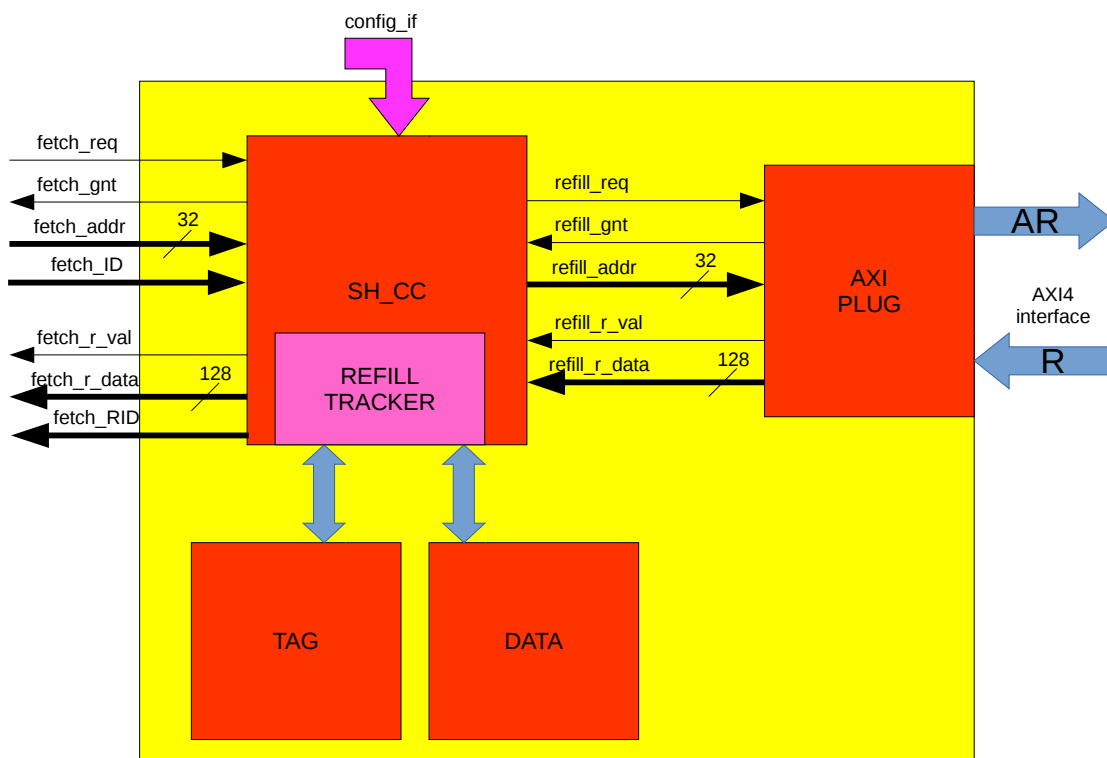 config_if
fetch_req
fetch_gnt
fetch_addr
32
fetch_ID
fetch_r_val
fetch_r_data
128
fetch_RID
SH_CC
REFILL
TRACKER
refill_req
refill_gnt
refill_addr
32
refill_r_val
refill_r_data
128
AXI
PLUG
AR
AXI4
interface
R
TAG
DATA